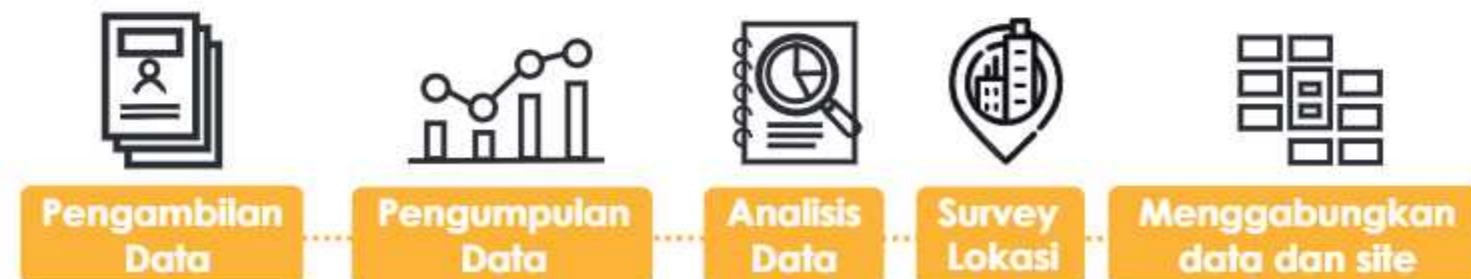 Pengambilan
Data
Pengumpulan
Data
Analisis
Data
Survey
Lokasi
Menggabungkan
data dan site